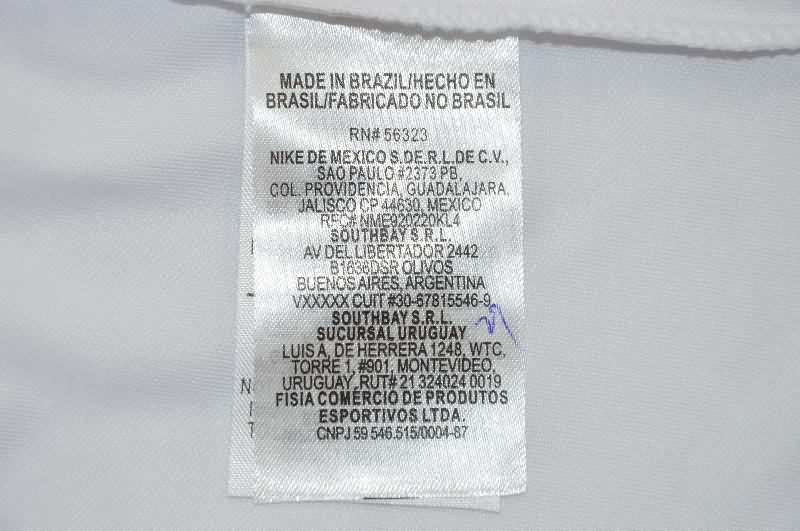 MADE IN BRAZIL/HECHO EN
BRASIL/FABRICADO NO BRASIL
RN# 56323
NIKE DE MEXICO S.DE.R.L.DE C.V.,
SAO PAULO #2373 PB,
COL. PROVIDENCIA, GUADALAJARA,
JALISCO CP 44630, MEXICO
RFC# NME920220KL4
SOUTHBAY S.R.L.
AV DEL LIBERTADOR 2442
B1636DSR OLIVOS
BUENOS AIRES, ARGENTINA
VXXXXX CUIT #30-67815546-9
SOUTHBAY S.R.L.
SUCURSAL URUGUAY
LUIS A, DE HERRERA 1248, WTC,
TORRE 1, #901, MONTEVIDEO,
URUGUAY ,RUT# 21 324024 0019
FISIA COMÉRCIO DE PRODUTOS
ESPORTIVOS LTDA.
CNPJ 59 546.515/0004-87